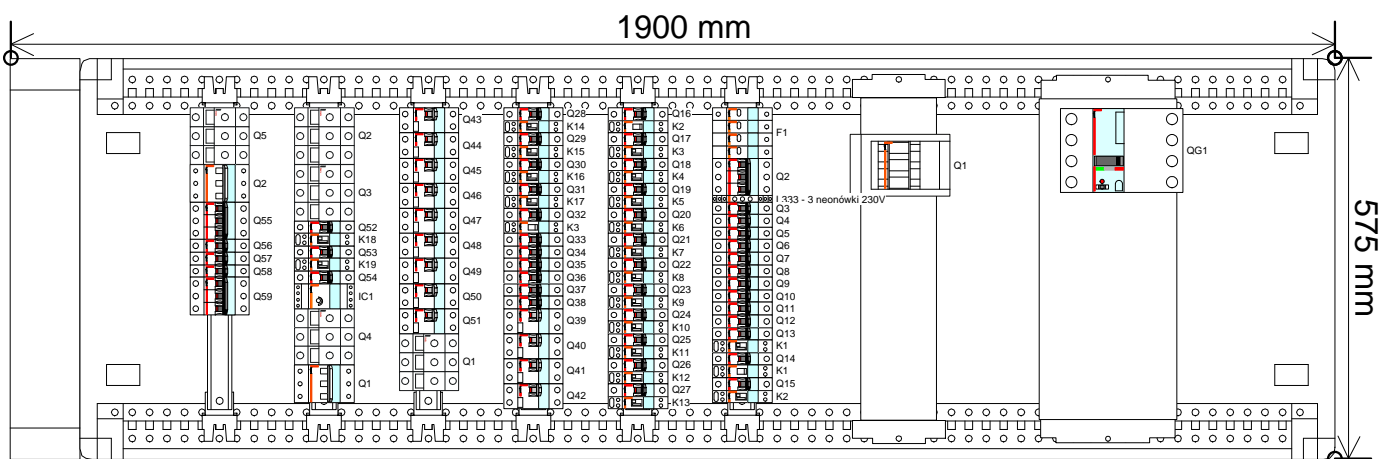 1900 mm
575 mm
Q5
Q2
Q55
Q56
Q57
Q58
Q59
Q2
Q3
Q52
K18
Q53
K19
Q54
IC1
Q4
Q1
Q43
Q44
Q45
Q46
Q47
Q48
Q49
Q50
Q51
Q1
Q28
K14
Q29
K15
Q30
K16
Q31
K17
Q32
K3
Q33
Q34
Q35
Q36
Q37
Q38
Q39
Q40
Q41
Q42
Q16
K2
Q17
K3
Q18
K4
Q19
K5
Q20
K6
Q21
K7
Q22
K8
Q23
K9
Q24
K10
Q25
K11
Q26
K12
Q27
K13
F1
Q2
L333 - 3 neonówki 230V
Q3
Q4
Q5
Q6
Q7
Q8
Q9
Q10
Q11
Q12
Q13
K1
Q14
K1
Q15
K2
Q1
QG1